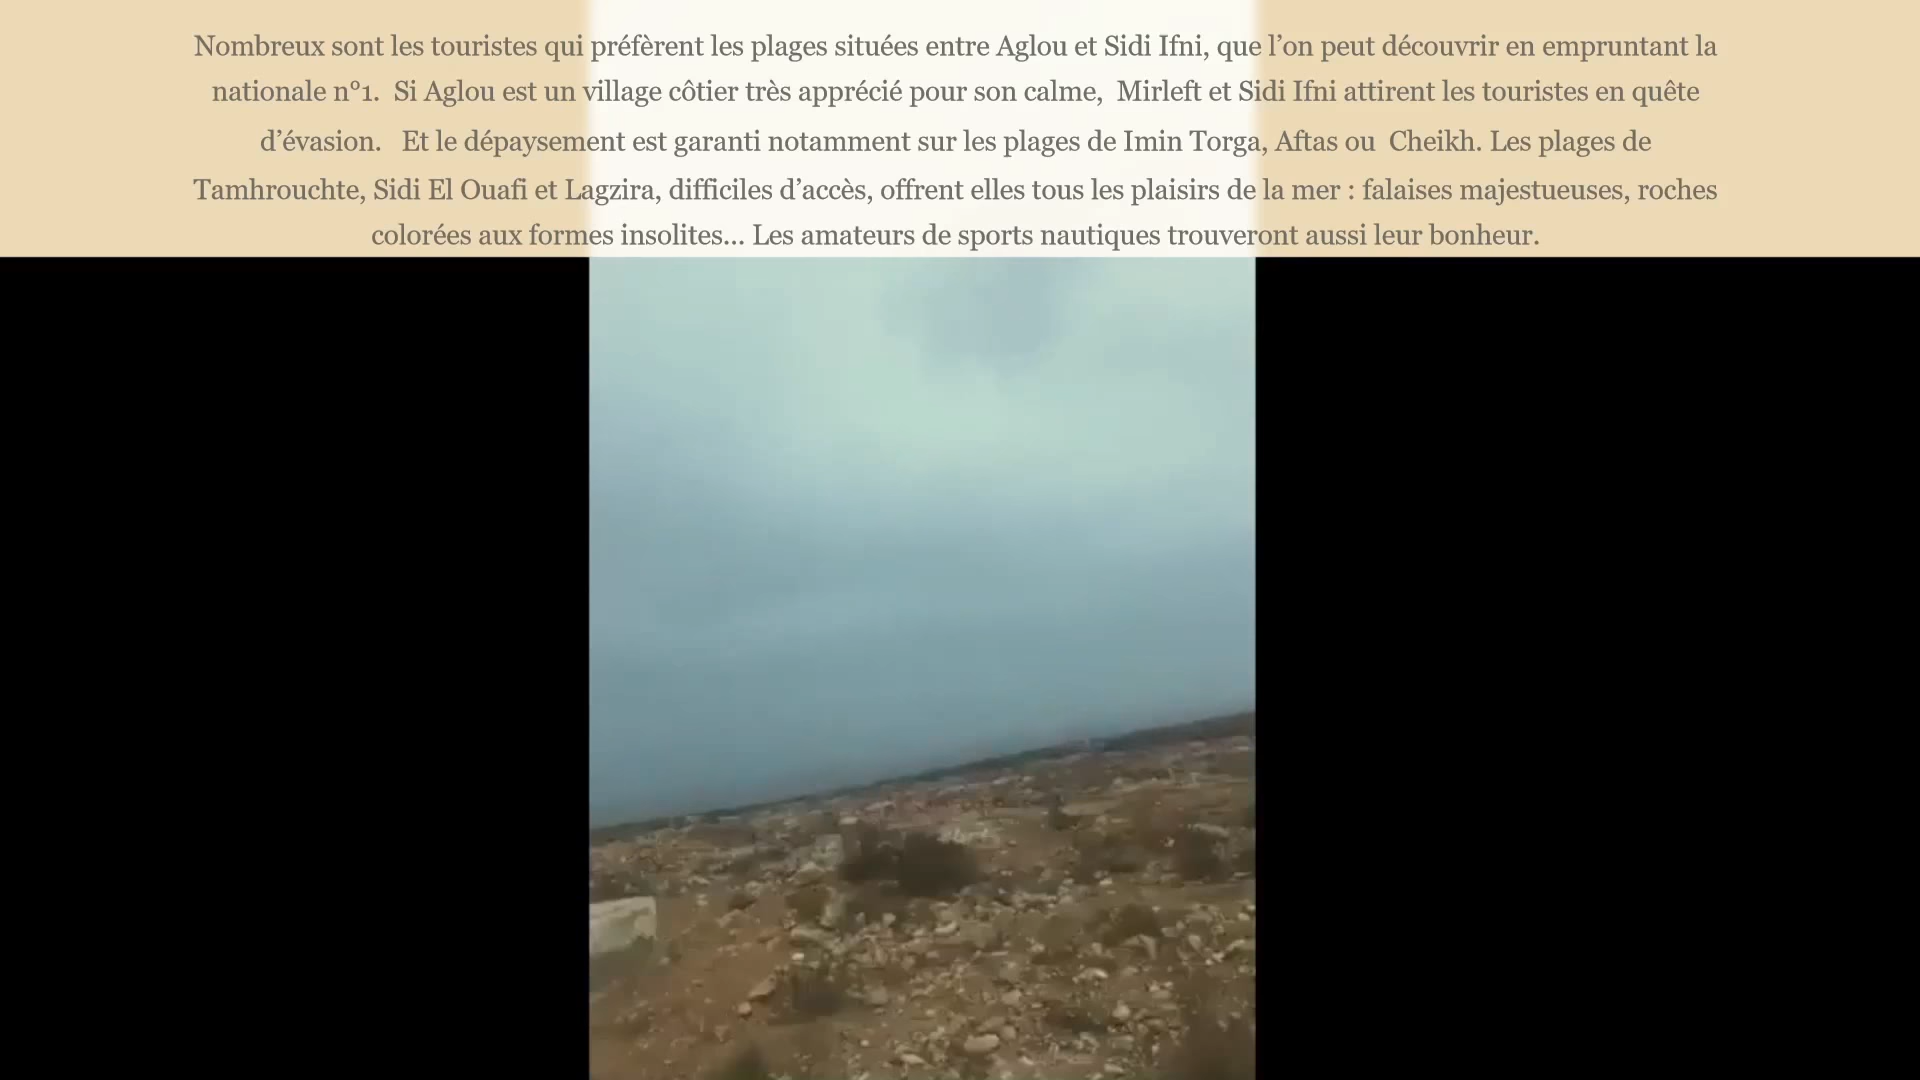 Nombreux sont les touristes qui préfèrent les plages situées entre Aglou et Sidi Ifni, que l’on peut découvrir en empruntant la
nationale n°1.  Si Aglou est un village côtier très apprécié pour son calme,  Mirleft et Sidi Ifni attirent les touristes en quête
d’évasion.   Et le dépaysement est garanti notamment sur les plages de Imin Torga, Aftas ou  Cheikh. Les plages de
Tamhrouchte, Sidi El Ouafi et Lagzira, difficiles d’accès, offrent elles tous les plaisirs de la mer : falaises majestueuses, roches
colorées aux formes insolites... Les amateurs de sports nautiques trouveront aussi leur bonheur.